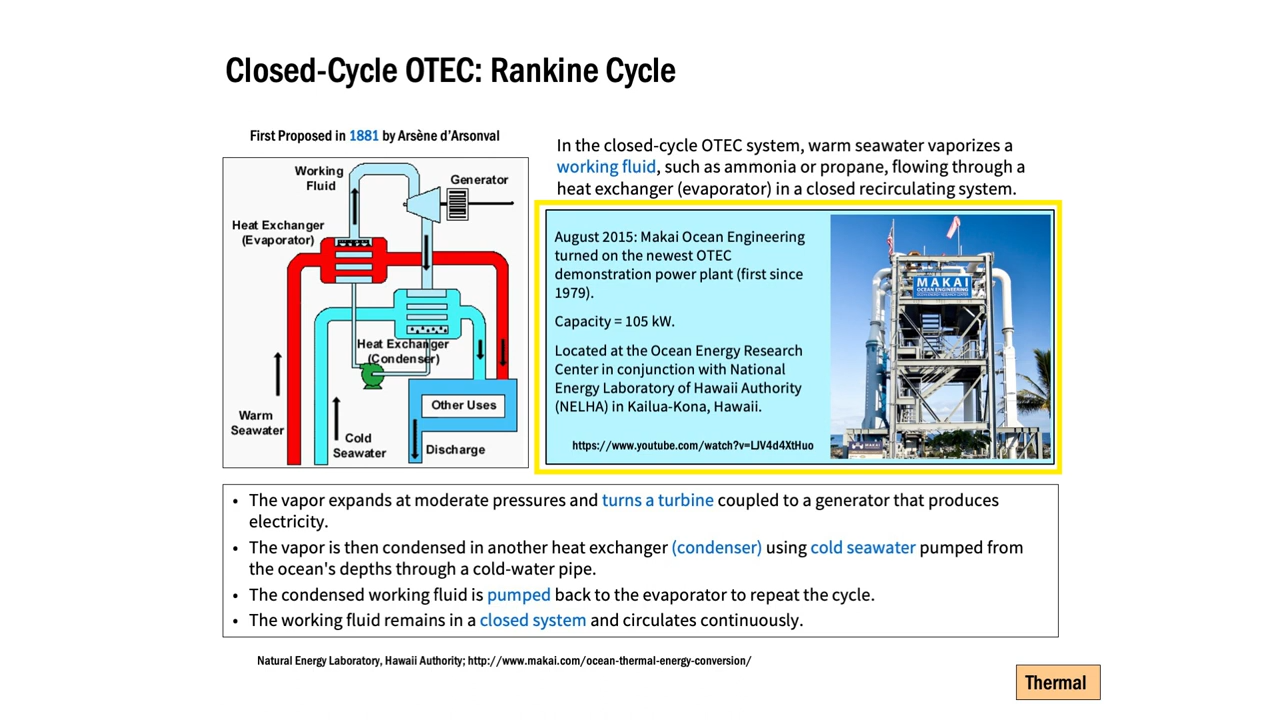 Closed-Cycle OTEC: Rankine Cycle
First Proposed in 1881 by Arsène d’Arsonval
Working
Fluid
Generator
Heat Exchanger
(Evaporator)
Heat Exchanger
(Condenser)
Warm
Seawater
Cold
Seawater
Other Uses
Discharge
In the closed-cycle OTEC system, warm seawater vaporizes a
working fluid, such as ammonia or propane, flowing through a
heat exchanger (evaporator) in a closed recirculating system.
August 2015: Makai Ocean Engineering
turned on the newest OTEC
demonstration power plant (first since
1979).
Capacity = 105 kW.
Located at the Ocean Energy Research
Center in conjunction with National
Energy Laboratory of Hawaii Authority
(NELHA) in Kailua-Kona, Hawaii.
https://www.youtube.com/watch?v=LJV4d4XtHuo
MAKAI
OCEAN ENGINEERING
• The vapor expands at moderate pressures and turns a turbine coupled to a generator that produces
electricity.
• The vapor is then condensed in another heat exchanger (condenser) using cold seawater pumped from
the ocean's depths through a cold-water pipe.
• The condensed working fluid is pumped back to the evaporator to repeat the cycle.
• The working fluid remains in a closed system and circulates continuously.
Natural Energy Laboratory, Hawaii Authority; http://www.makai.com/ocean-thermal-energy-conversion/
Thermal